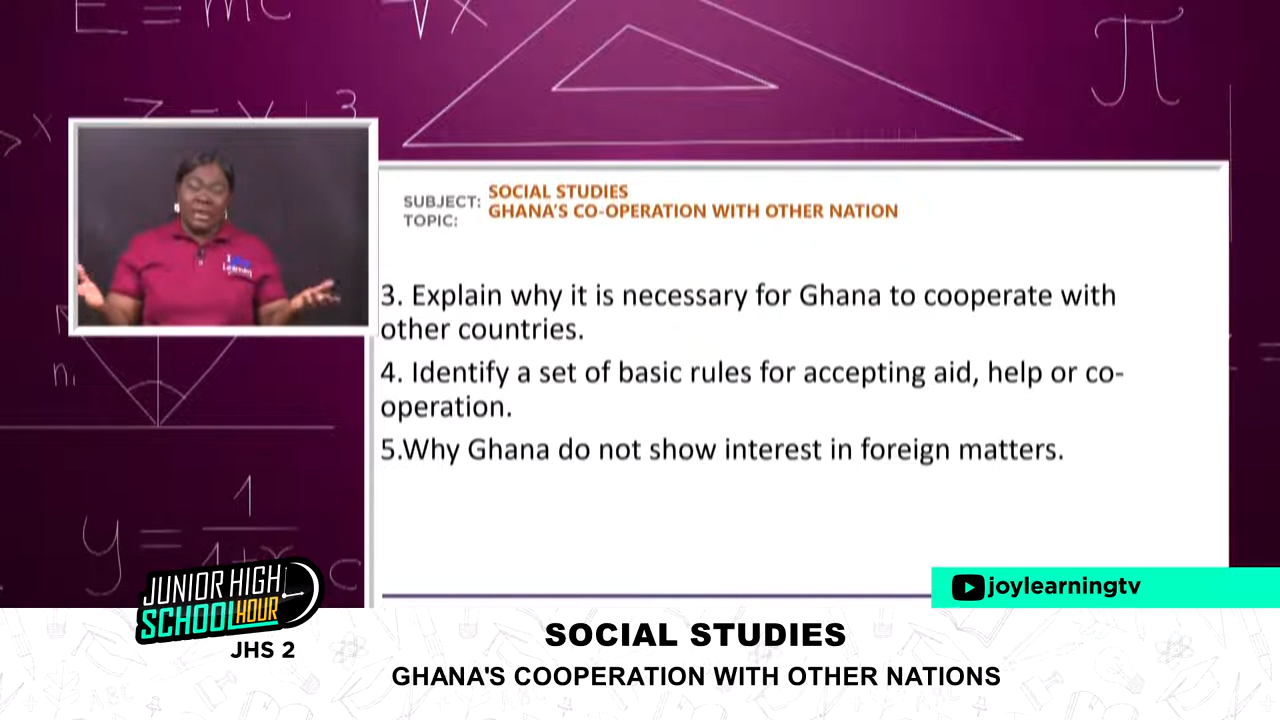 E = mc √x
π
z = y + 3
> x
SUBJECT: SOCIAL STUDIES
TOPIC: GHANA'S CO-OPERATION WITH OTHER NATION
3. Explain why it is necessary for Ghana to cooperate with
other countries.
4. Identify a set of basic rules for accepting aid, help or co-
operation.
5.Why Ghana do not show interest in foreign matters.
y = 1
JUNIOR HIGH
SCHOOL HOUR
JHS 2
joylearningtv
SOCIAL STUDIES
GHANA'S COOPERATION WITH OTHER NATIONS